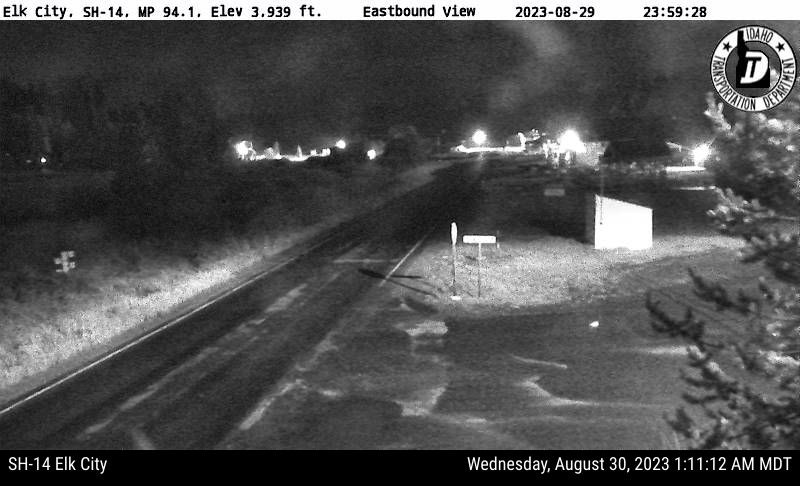 Elk City, SH-14, MP 94.1, Elev 3,939 ft. Eastbound View 2023-08-29 23:59:28
IDAHO
TRANSPORTATION DEPARTMENT
SH-14 Elk City Wednesday, August 30, 2023 1:11:12 AM MDT